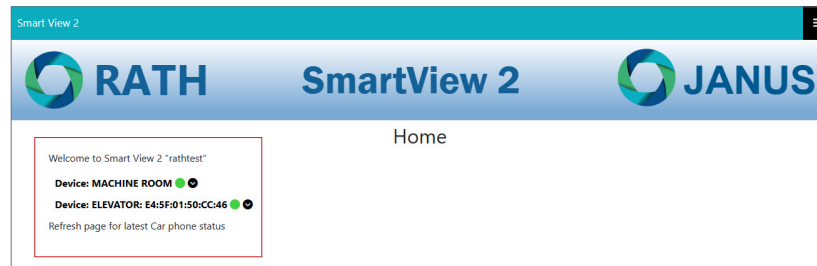 Smart View 2
RATH SmartView 2 JANUS
Home
Welcome to Smart View 2 "rathtest"
Device: MACHINE ROOM
Device: ELEVATOR: E4:5F:01:50:CC:46
Refresh page for latest Car phone status